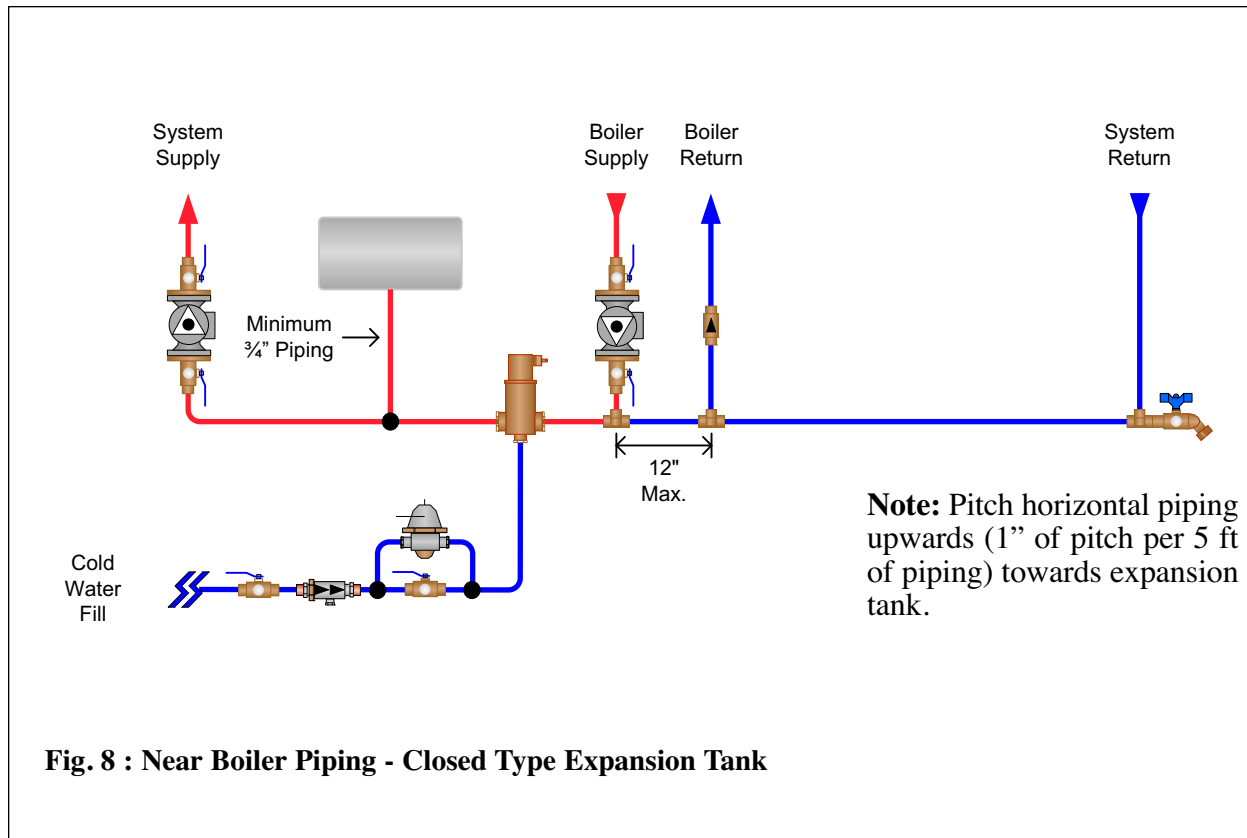 System
Supply
Boiler
Supply
Boiler
Return
System
Return
Minimum
¾” Piping
12"
Max.
Cold
Water
Fill
Note: Pitch horizontal piping
upwards (1” of pitch per 5 ft
of piping) towards expansion
tank.
Fig. 8 : Near Boiler Piping - Closed Type Expansion Tank